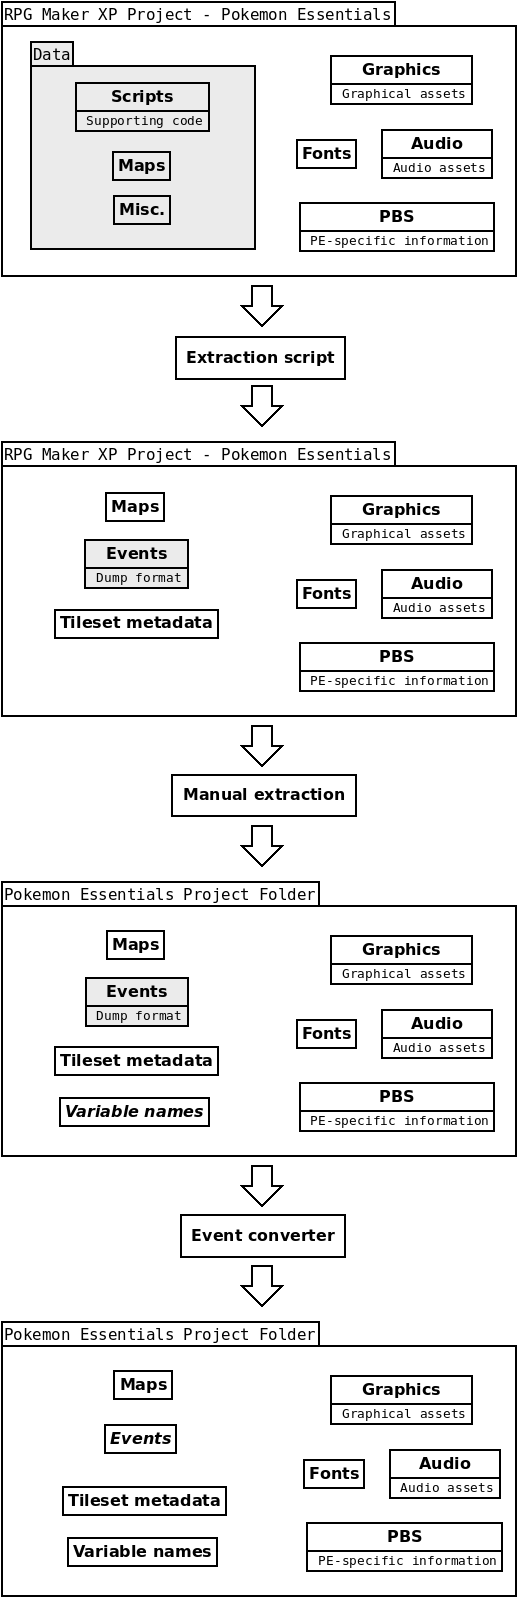 RPG Maker XP Project - Pokemon Essentials
Data
Scripts
Supporting code
Maps
Misc.
Graphics
Graphical assets
Fonts
Audio
Audio assets
PBS
PE-specific information
Extraction script
RPG Maker XP Project - Pokemon Essentials
Maps
Events
Dump format
Tileset metadata
Graphics
Graphical assets
Fonts
Audio
Audio assets
PBS
PE-specific information
Manual extraction
Pokemon Essentials Project Folder
Maps
Events
Dump format
Tileset metadata
Variable names
Graphics
Graphical assets
Fonts
Audio
Audio assets
PBS
PE-specific information
Event converter
Pokemon Essentials Project Folder
Maps
Events
Tileset metadata
Variable names
Graphics
Graphical assets
Fonts
Audio
Audio assets
PBS
PE-specific information